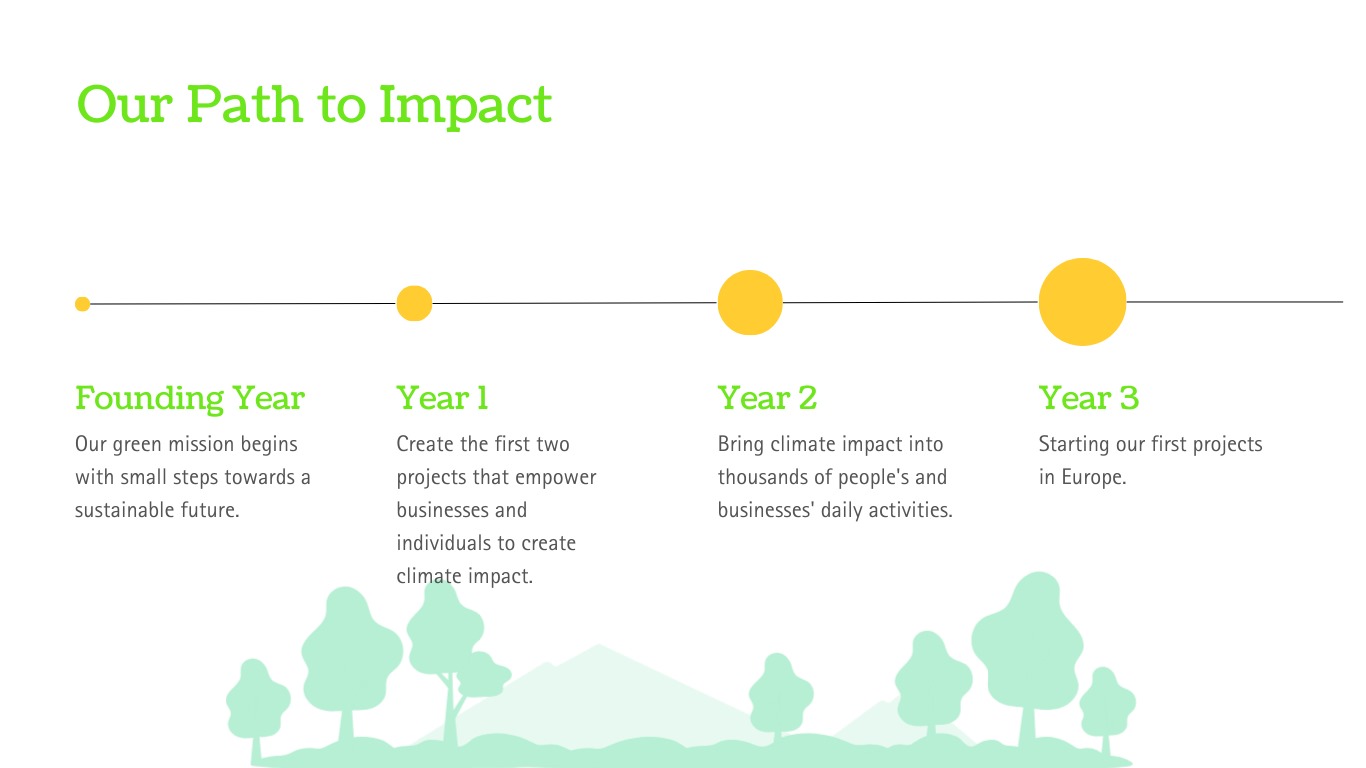 Our Path to Impact
Founding Year
Our green mission begins
with small steps towards a
sustainable future.
Year 1
Create the first two
projects that empower
businesses and
individuals to create
climate impact.
Year 2
Bring climate impact into
thousands of people's and
businesses' daily activities.
Year 3
Starting our first projects
in Europe.